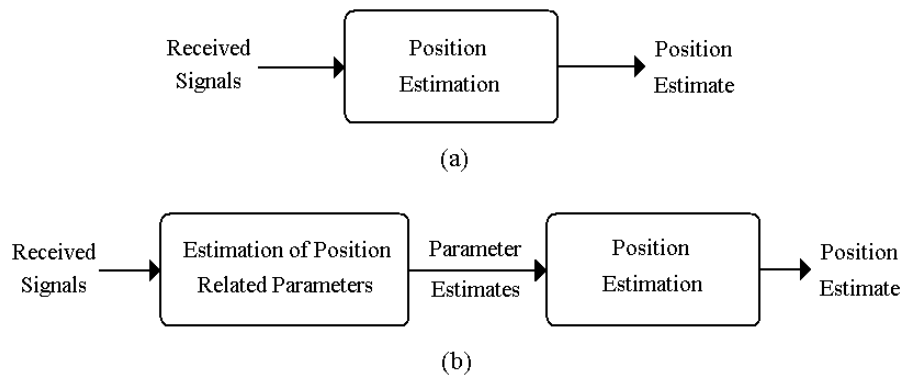 Received
Signals
Position
Estimation
Position
Estimate
(a)
Received
Signals
Estimation of Position
Related Parameters
Parameter
Estimates
Position
Estimation
Position
Estimate
(b)